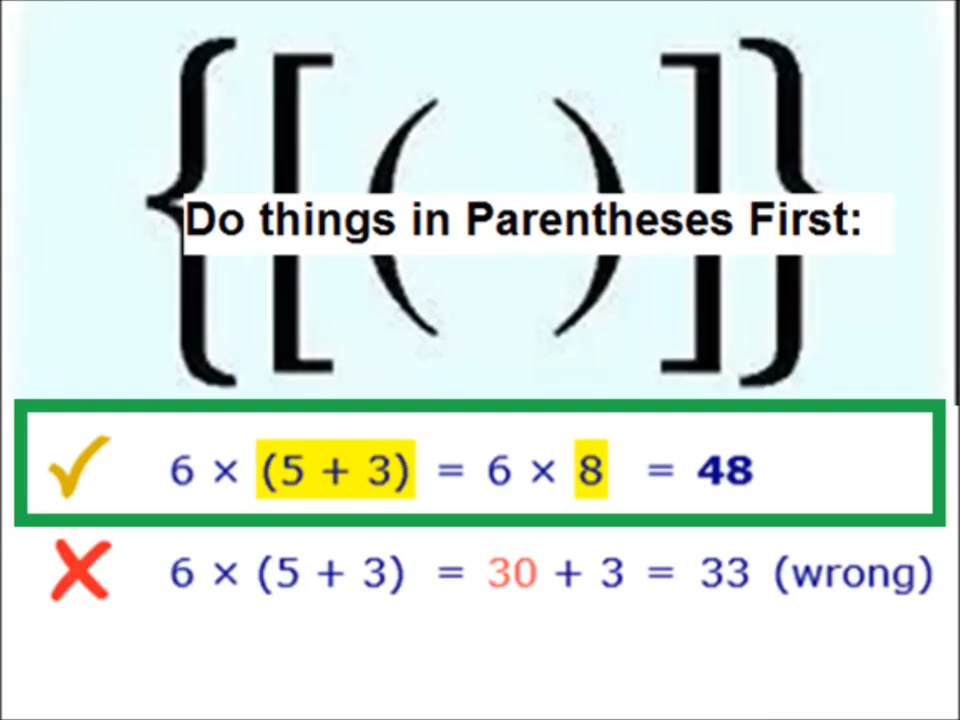 {[( )]}
Do things in Parentheses First:
✓ 6 × (5 + 3) = 6 × 8 = 48
✗ 6 × (5 + 3) = 30 + 3 = 33 (wrong)